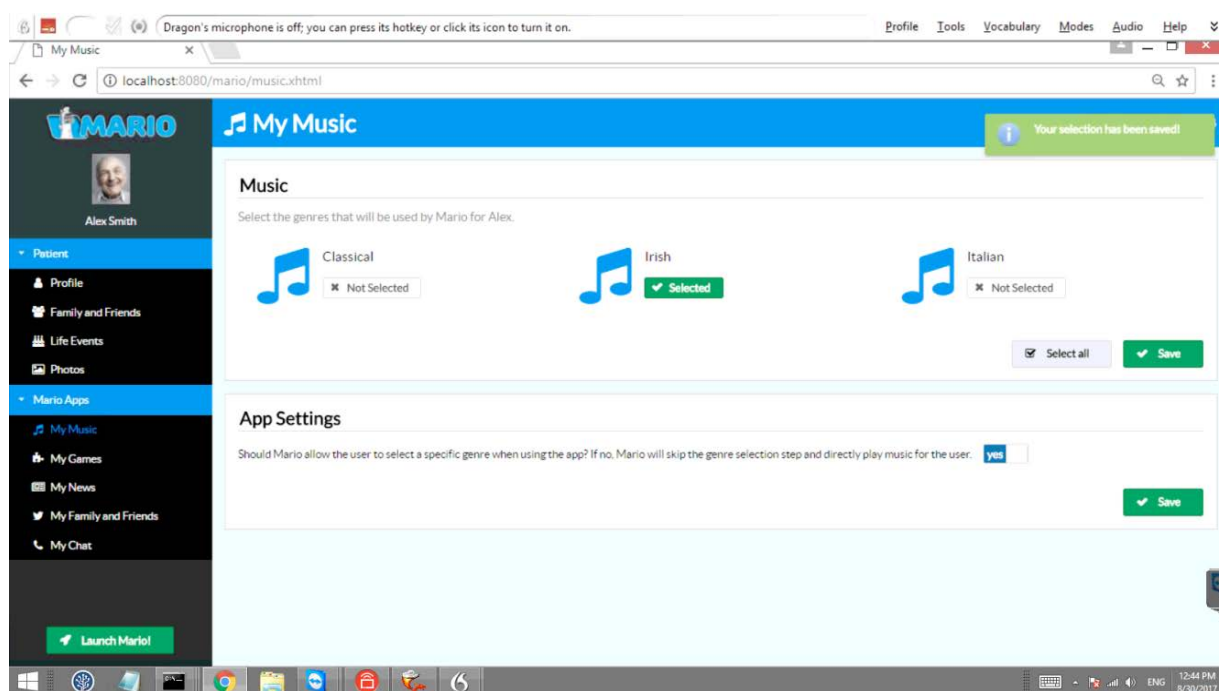 Dragon's microphone is off; you can press its hotkey or click its icon to turn it on.
Profile Tools Vocabulary Modes Audio Help
My Music
localhost:8080/mario/music.xhtml
MARIO
My Music
Your selection has been saved!
Alex Smith
Music
Select the genres that will be used by Mario for Alex.
Classical
Not Selected
Irish
Selected
Italian
Not Selected
Select all
Save
Patient
Profile
Family and Friends
Life Events
Photos
Mario Apps
My Music
My Games
My News
My Family and Friends
My Chat
App Settings
Should Mario allow the user to select a specific genre when using the app? If no, Mario will skip the genre selection step and directly play music for the user. yes
Save
Launch Mario!
ENG
12:44 PM
8/30/2017